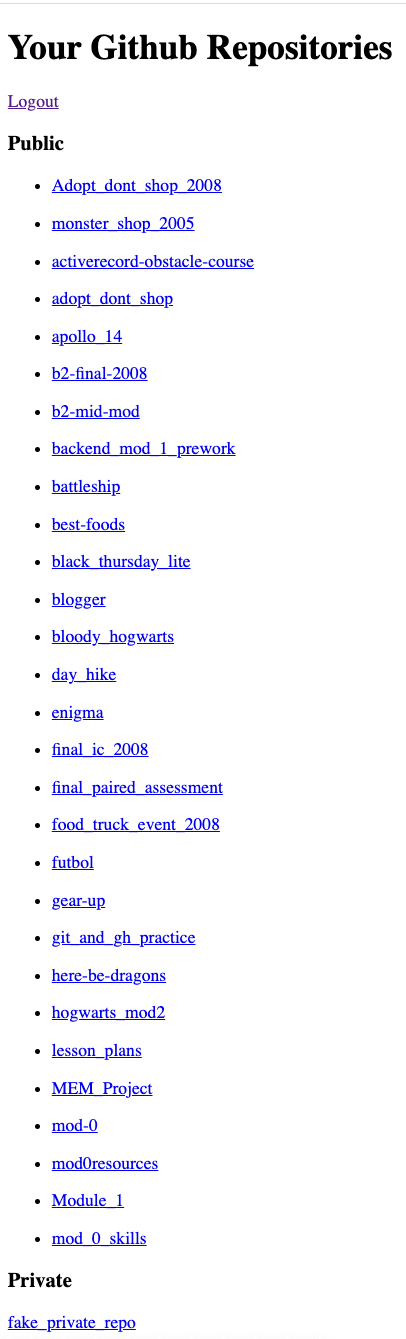 Your Github Repositories
Logout
Public
Adopt_dont_shop_2008
monster_shop_2005
activerecord-obstacle-course
adopt_dont_shop
apollo_14
b2-final-2008
b2-mid-mod
backend_mod_1_prework
battleship
best-foods
black_thursday_lite
blogger
bloody_hogwarts
day_hike
enigma
final_ic_2008
final_paired_assessment
food_truck_event_2008
futbol
gear-up
git_and_gh_practice
here-be-dragons
hogwarts_mod2
lesson_plans
MEM_Project
mod-0
mod0resources
Module_1
mod_0_skills
Private
fake_private_repo